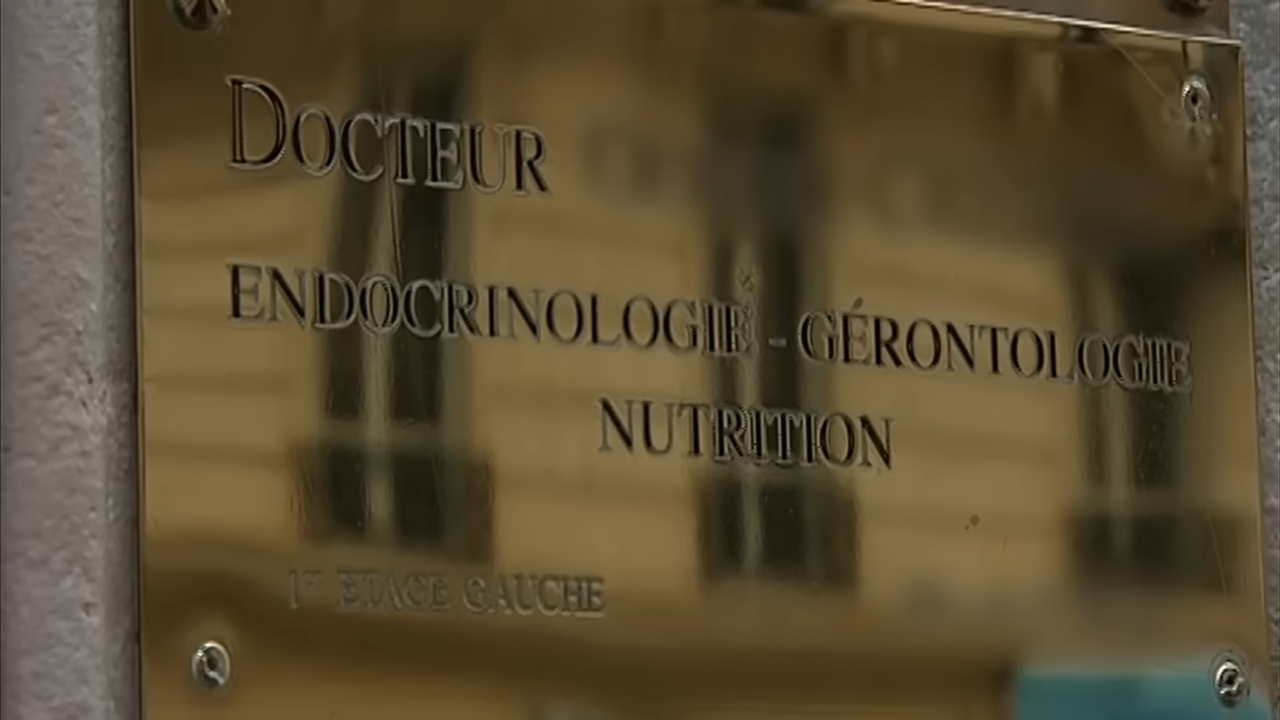 DOCTEUR
ENDOCRINOLOGIE - GÉRONTOLOGIE
NUTRITION
1er ETAGE GAUCHE